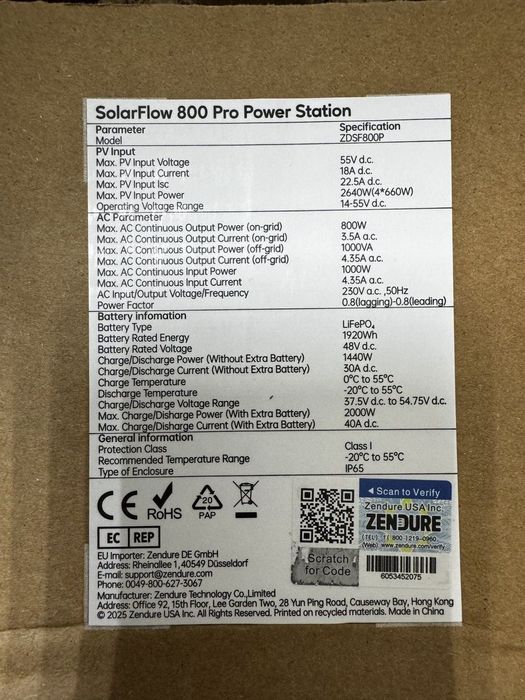 SolarFlow 800 Pro Power Station
Parameter Specification
Model ZDSF800P
PV Input
Max. PV Input Voltage 55V d.c.
Max. PV Input Current 18A d.c.
Max. PV Input Isc 22.5A d.c.
Max. PV Input Power 2640W(4*660W)
Operating Voltage Range 14-55V d.c.
AC Parameter
Max. AC Continuous Output Power (on-grid) 800W
Max. AC Continuous Output Current (on-grid) 3.5A a.c.
Max. AC Continuous Output Power (off-grid) 1000VA
Max. AC Continuous Output Current (off-grid) 4.35A a.c.
Max. AC Continuous Input Power 1000W
Max. AC Continuous Input Current 4.35A a.c.
AC Input/Output Voltage/Frequency 230V a.c. ,50Hz
Power Factor 0.8(lagging)-0.8(leading)
Battery infomation
Battery Type LiFePO₄
Battery Rated Energy 1920Wh
Battery Rated Voltage 48V d.c.
Charge/Discharge Power (Without Extra Battery) 1440W
Charge/Discharge Current (Without Extra Battery) 30A d.c.
Charge Temperature 0°C to 55°C
Discharge Temperature -20°C to 55°C
Charge/Discharge Voltage Range 37.5V d.c. to 54.75V d.c.
Max. Charge/Disharge Power (With Extra Battery) 2000W
Max. Charge/Disharge Current (With Extra Battery) 40A d.c.
General information
Protection Class Class I
Recommended Temperature Range -20°C to 55°C
Type of Enclosure IP65
CE RoHS 20 PAP
EC REP
EU Importer: Zendure DE GmbH
Address: Rheinallee 1,40549 Düsseldorf
E-mail: support@zendure.com
Phone: 0049-800-627-3067
Scratch
for Code
Scan to Verify
Zendure USA Inc
ZENDURE
(TEL): 1( 800-1219-0960
(Web): www.zendure.com/verify
6053452075
Manufacturer: Zendure Technology Co.,Limited
Address: Office 92, 15th Floor, Lee Garden Two, 28 Yun Ping Road, Causeway Bay, Hong Kong
© 2025 Zendure USA Inc. All Rights Reserved. Printed on recycled materials. Made in China